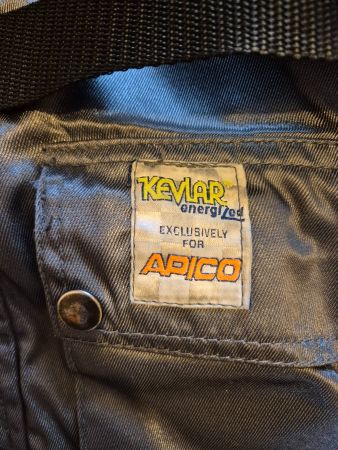 KEVLAR
energized
EXCLUSIVELY
FOR
APICO